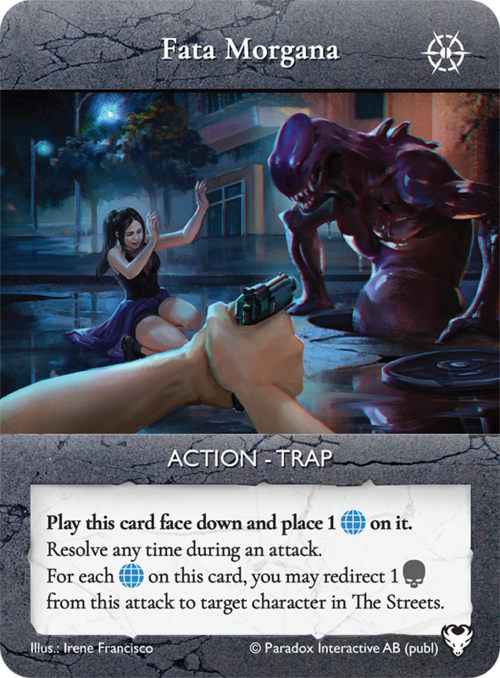 Fata Morgana
ACTION - TRAP
Play this card face down and place 1 on it.
Resolve any time during an attack.
For each on this card, you may redirect 1
from this attack to target character in The Streets.
Illus.: Irene Francisco © Paradox Interactive AB (publ)